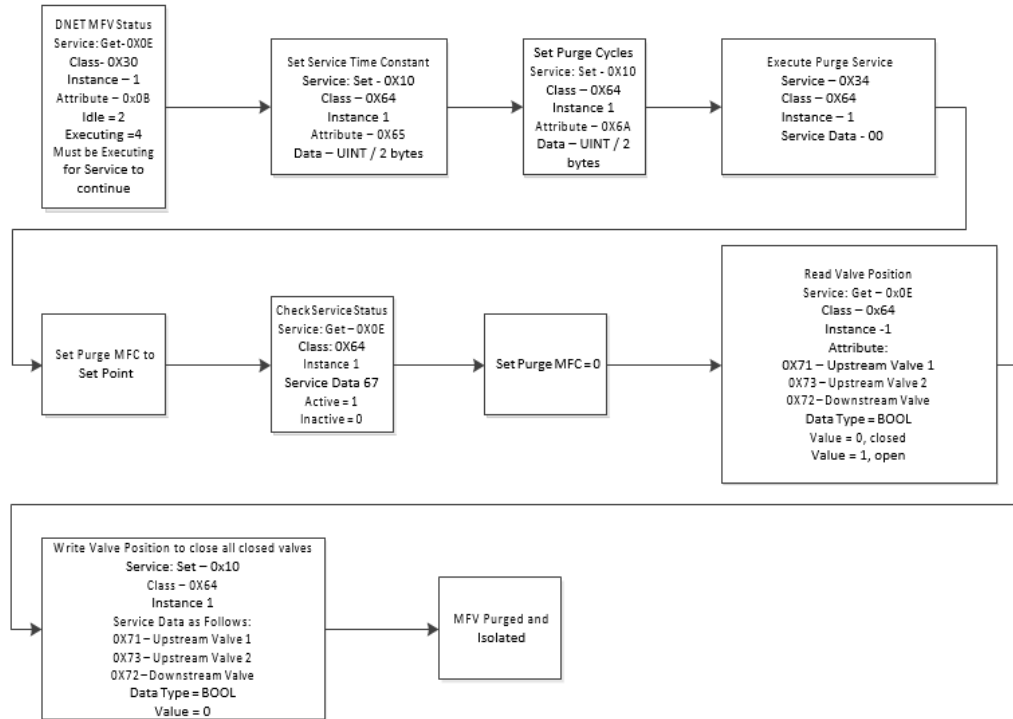 DNET MFV Status
Service: Get-0X0E
Class- 0X30
Instance – 1
Attribute – 0x0B
Idle = 2
Executing =4
Must be Executing
for Service to
continue
Set Service Time Constant
Service: Set - 0X10
Class – 0X64
Instance 1
Attribute – 0X65
Data – UINT / 2 bytes
Set Purge Cycles
Service: Set - 0X10
Class – 0X64
Instance 1
Attribute – 0X6A
Data – UINT / 2
bytes
Execute Purge Service
Service – 0X34
Class – 0X64
Instance – 1
Service Data - 00
Set Purge MFC to
Set Point
Check Service Status
Service: Get – 0X0E
Class: 0X64
Instance 1
Service Data 67
Active = 1
Inactive = 0
Set Purge MFC = 0
Read Valve Position
Service: Get – 0x0E
Class – 0x64
Instance -1
Attribute:
0X71 – Upstream Valve 1
0X73 – Upstream Valve 2
0X72 – Downstream Valve
Data Type = BOOL
Value = 0, closed
Value = 1, open
Write Valve Position to close all closed valves
Service: Set – 0x10
Class – 0X64
Instance 1
Service Data as Follows:
0X71 – Upstream Valve 1
0X73 – Upstream Valve 2
0X72 – Downstream Valve
Data Type = BOOL
Value = 0
MFV Purged and
Isolated